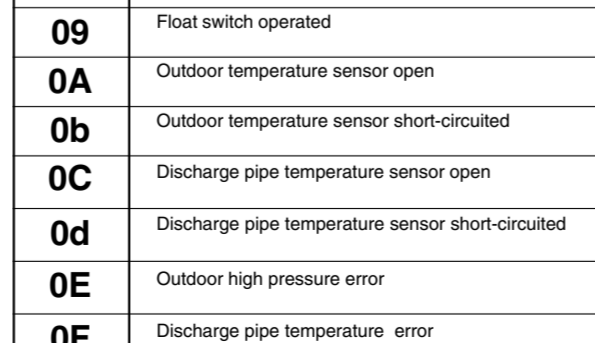 09 Float switch operated
0A Outdoor temperature sensor open
0b Outdoor temperature sensor short-circuited
0C Discharge pipe temperature sensor open
0d Discharge pipe temperature sensor short-circuited
0E Outdoor high pressure error
Discharge pipe temperature error